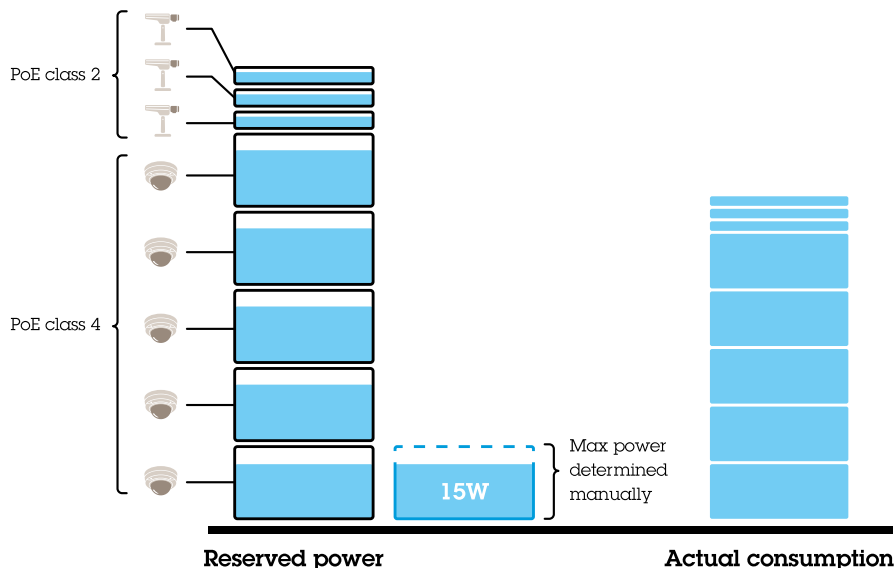 PoE class 2
PoE class 4
15W
Max power
determined
manually
Reserved power
Actual consumption